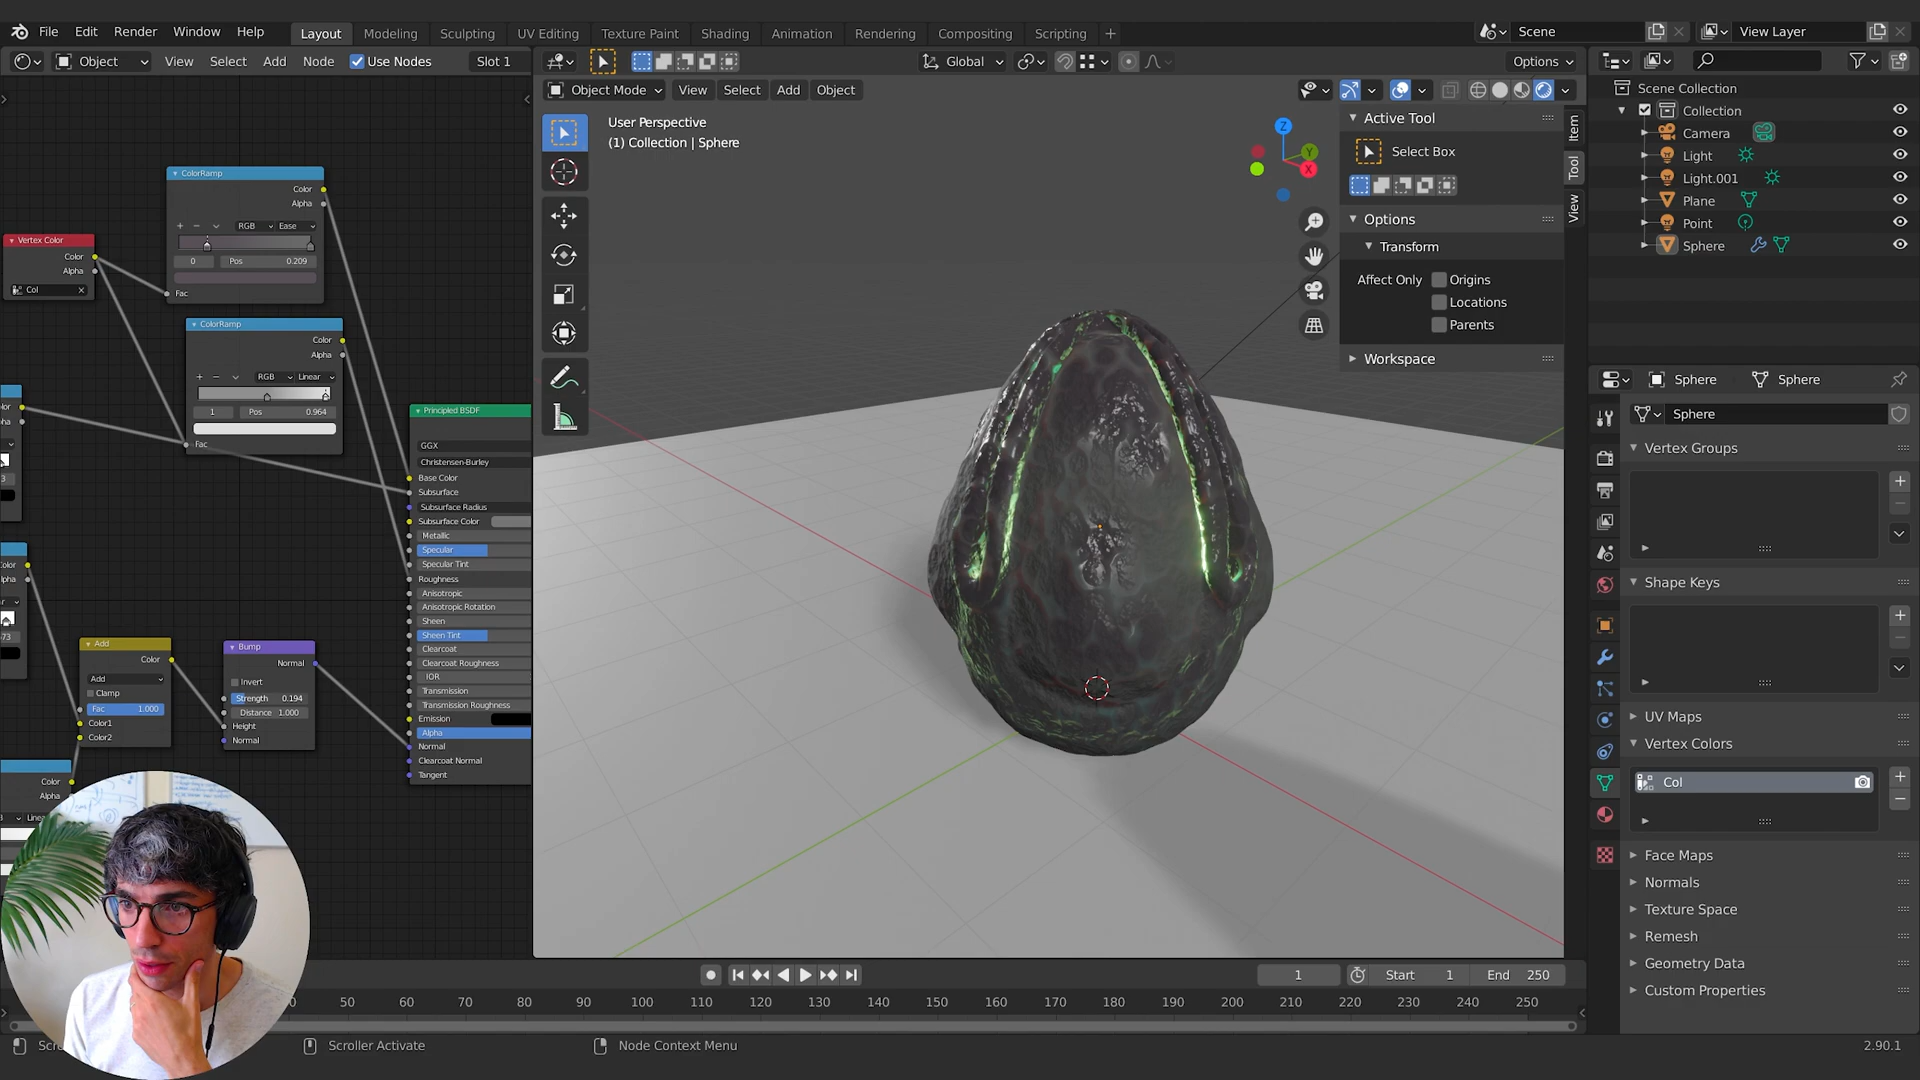 File Edit Render Window Help Layout Modeling Sculpting UV Editing Texture Paint Shading Animation Rendering Compositing Scripting + Scene View Layer
Object View Select Add Node Use Nodes Slot 1 Global Options
Object Mode View Select Add Object
User Perspective
(1) Collection | Sphere
Z
Y
X
Active Tool
Select Box
Options
Transform
Affect Only Origins
Locations
Parents
Workspace
Item
Tool
View
Scene Collection
Collection
Camera
Light
Light.001
Plane
Point
Sphere
Sphere Sphere
Sphere
Vertex Groups
Shape Keys
UV Maps
Vertex Colors
Col
Face Maps
Normals
Texture Space
Remesh
Geometry Data
Custom Properties
ColorRamp
Color
Alpha
RGB Ease
0 Pos 0.209
Fac
Vertex Color
Color
Alpha
Col
ColorRamp
Color
Alpha
RGB Linear
1 Pos 0.964
Fac
Principled BSDF
GGX
Christensen-Burley
Base Color
Subsurface
Subsurface Radius
Subsurface Color
Metallic
Specular
Specular Tint
Roughness
Anisotropic
Anisotropic Rotation
Sheen
Sheen Tint
Clearcoat
Clearcoat Roughness
IOR
Transmission
Transmission Roughness
Emission
Alpha
Normal
Clearcoat Normal
Tangent
Add
Color
Add
Clamp
Fac 1.000
Color1
Color2
Bump
Normal
Invert
Strength 0.194
Distance 1.000
Height
Normal
Color
Alpha
1 Start 1 End 250
50 60 70 80 90 100 110 120 130 140 150 160 170 180 190 200 210 220 230 240 250
Scroller Activate Node Context Menu 2.90.1